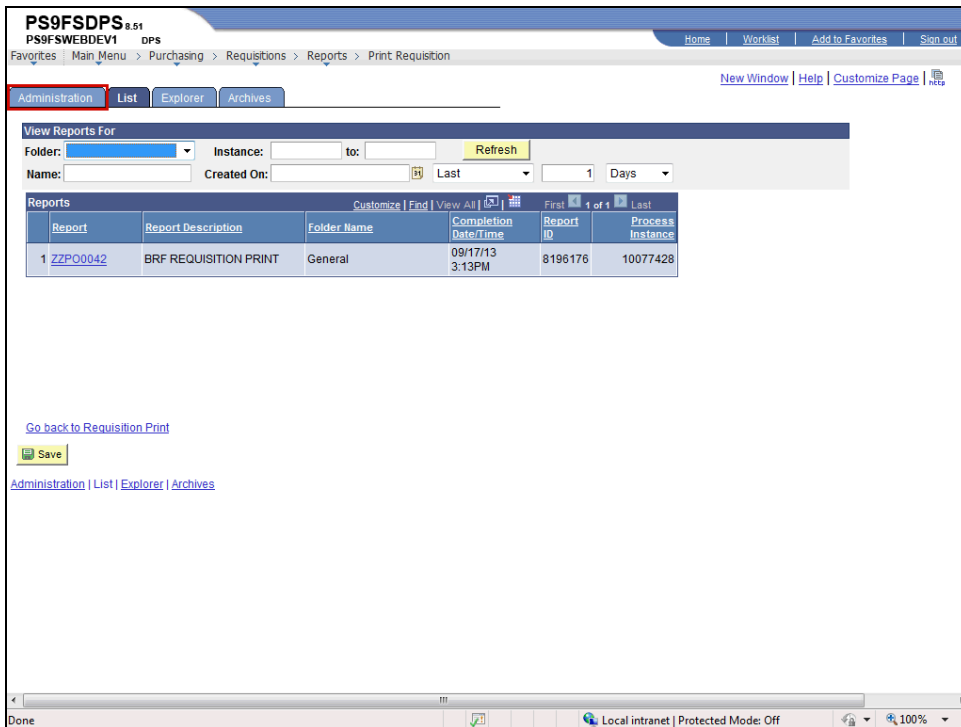 PS9FSDPS 8.51
PS9FSWEBDEV1 DPS
Home | Worklist | Add to Favorites | Sign out
Favorites | Main Menu > Purchasing > Requisitions > Reports > Print Requisition
New Window | Help | Customize Page | http
Administration List Explorer Archives
View Reports For
Folder: Instance: to: Refresh
Name: Created On: 31 Last 1 Days
Reports Customize | Find | View All | First 1 of 1 Last
Report Report Description Folder Name Completion Date/Time Report ID Process Instance
1 ZZPO0042 BRF REQUISITION PRINT General 09/17/13 3:13PM 8196176 10077428
Go back to Requisition Print
Save
Administration | List | Explorer | Archives
Done Local intranet | Protected Mode: Off 100%